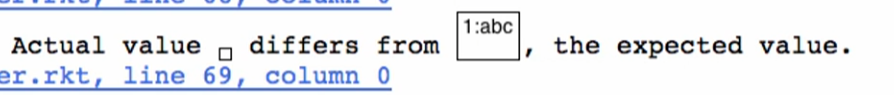 Actual value differs from 1:abc, the expected value.
er.rkt, line 69, column 0